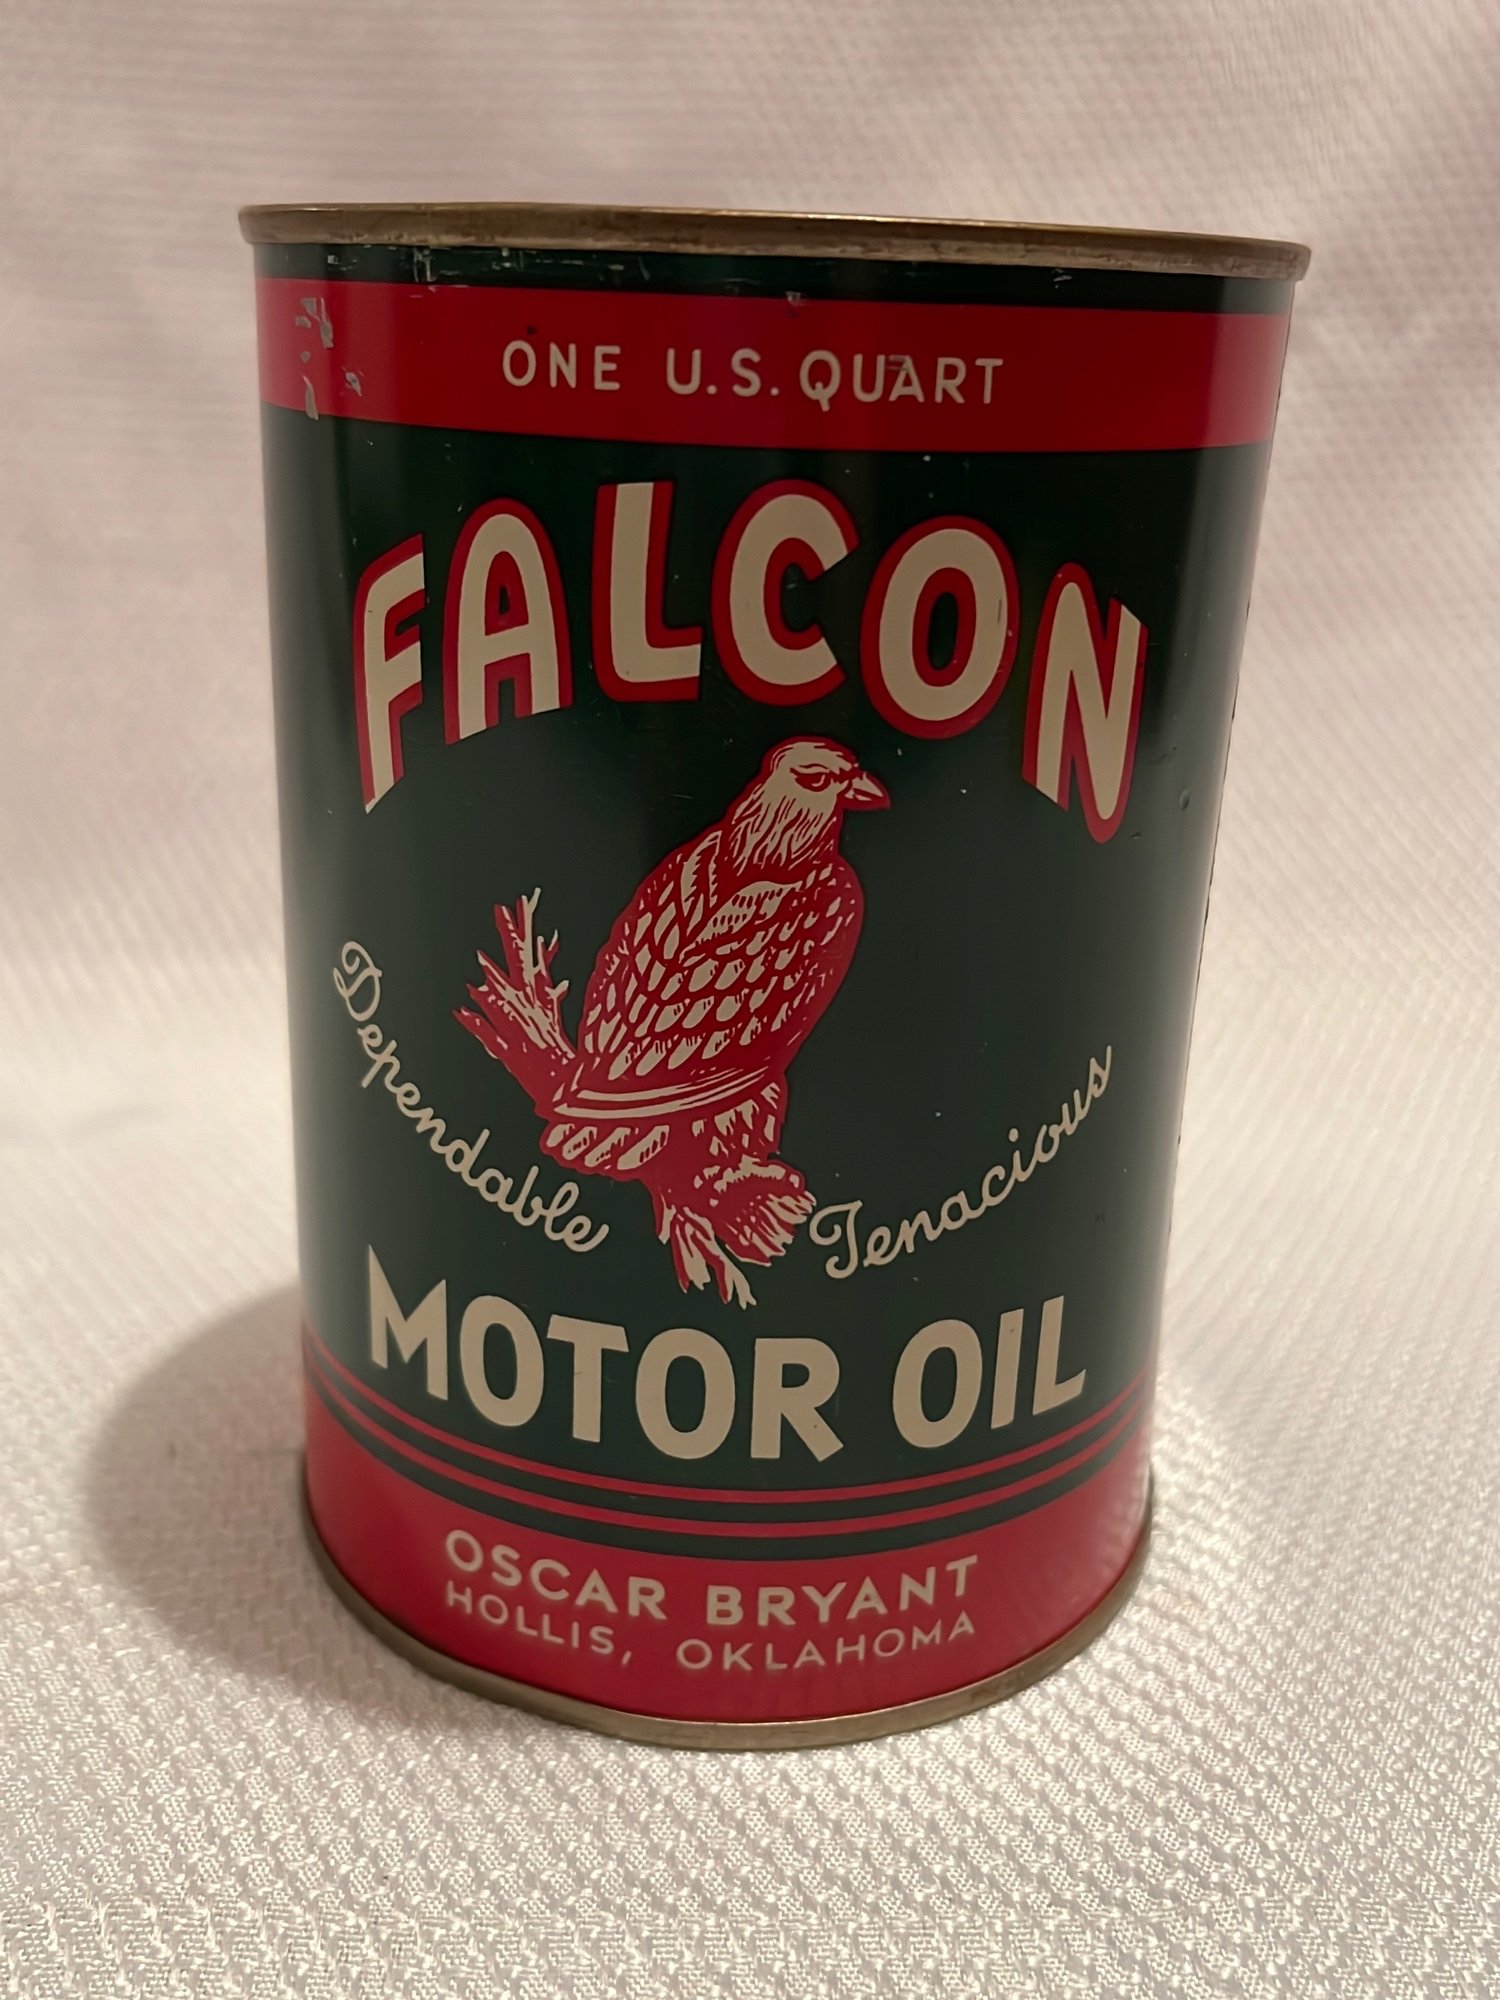 ONE U.S. QUART
FALCON
Dependable Tenacious
MOTOR OIL
OSCAR BRYANT
HOLLIS, OKLAHOMA